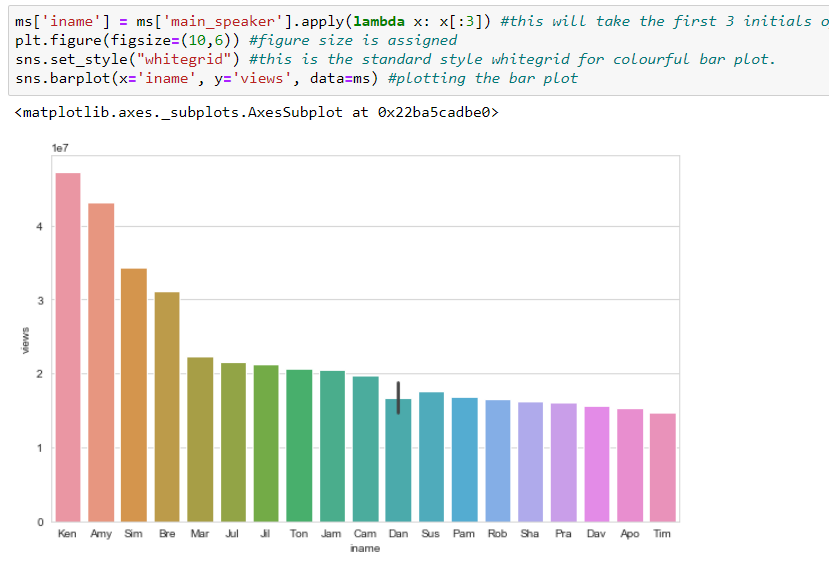 ms['iname'] = ms['main_speaker'].apply(lambda x: x[:3]) #this will take the first 3 initials o
plt.figure(figsize=(10,6)) #figure size is assigned
sns.set_style("whitegrid") #this is the standard style whitegrid for colourful bar plot.
sns.barplot(x='iname', y='views', data=ms) #plotting the bar plot
<matplotlib.axes._subplots.AxesSubplot at 0x22ba5cadbe0>
1e7
4
3
views
2
1
0
Ken Amy Sim Bre Mar Jul Jil Ton Jam Cam Dan Sus Pam Rob Sha Pra Dav Apo Tim
iname